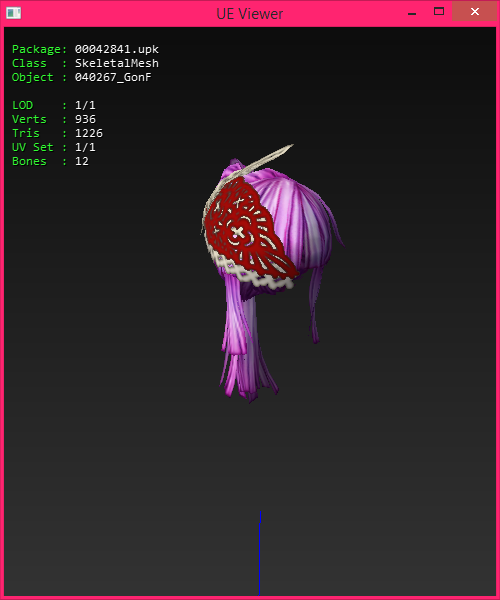 UE Viewer
Package: 00042841.upk
Class  : SkeletalMesh
Object : 040267_GonF
LOD    : 1/1
Verts  : 936
Tris   : 1226
UV Set : 1/1
Bones  : 12